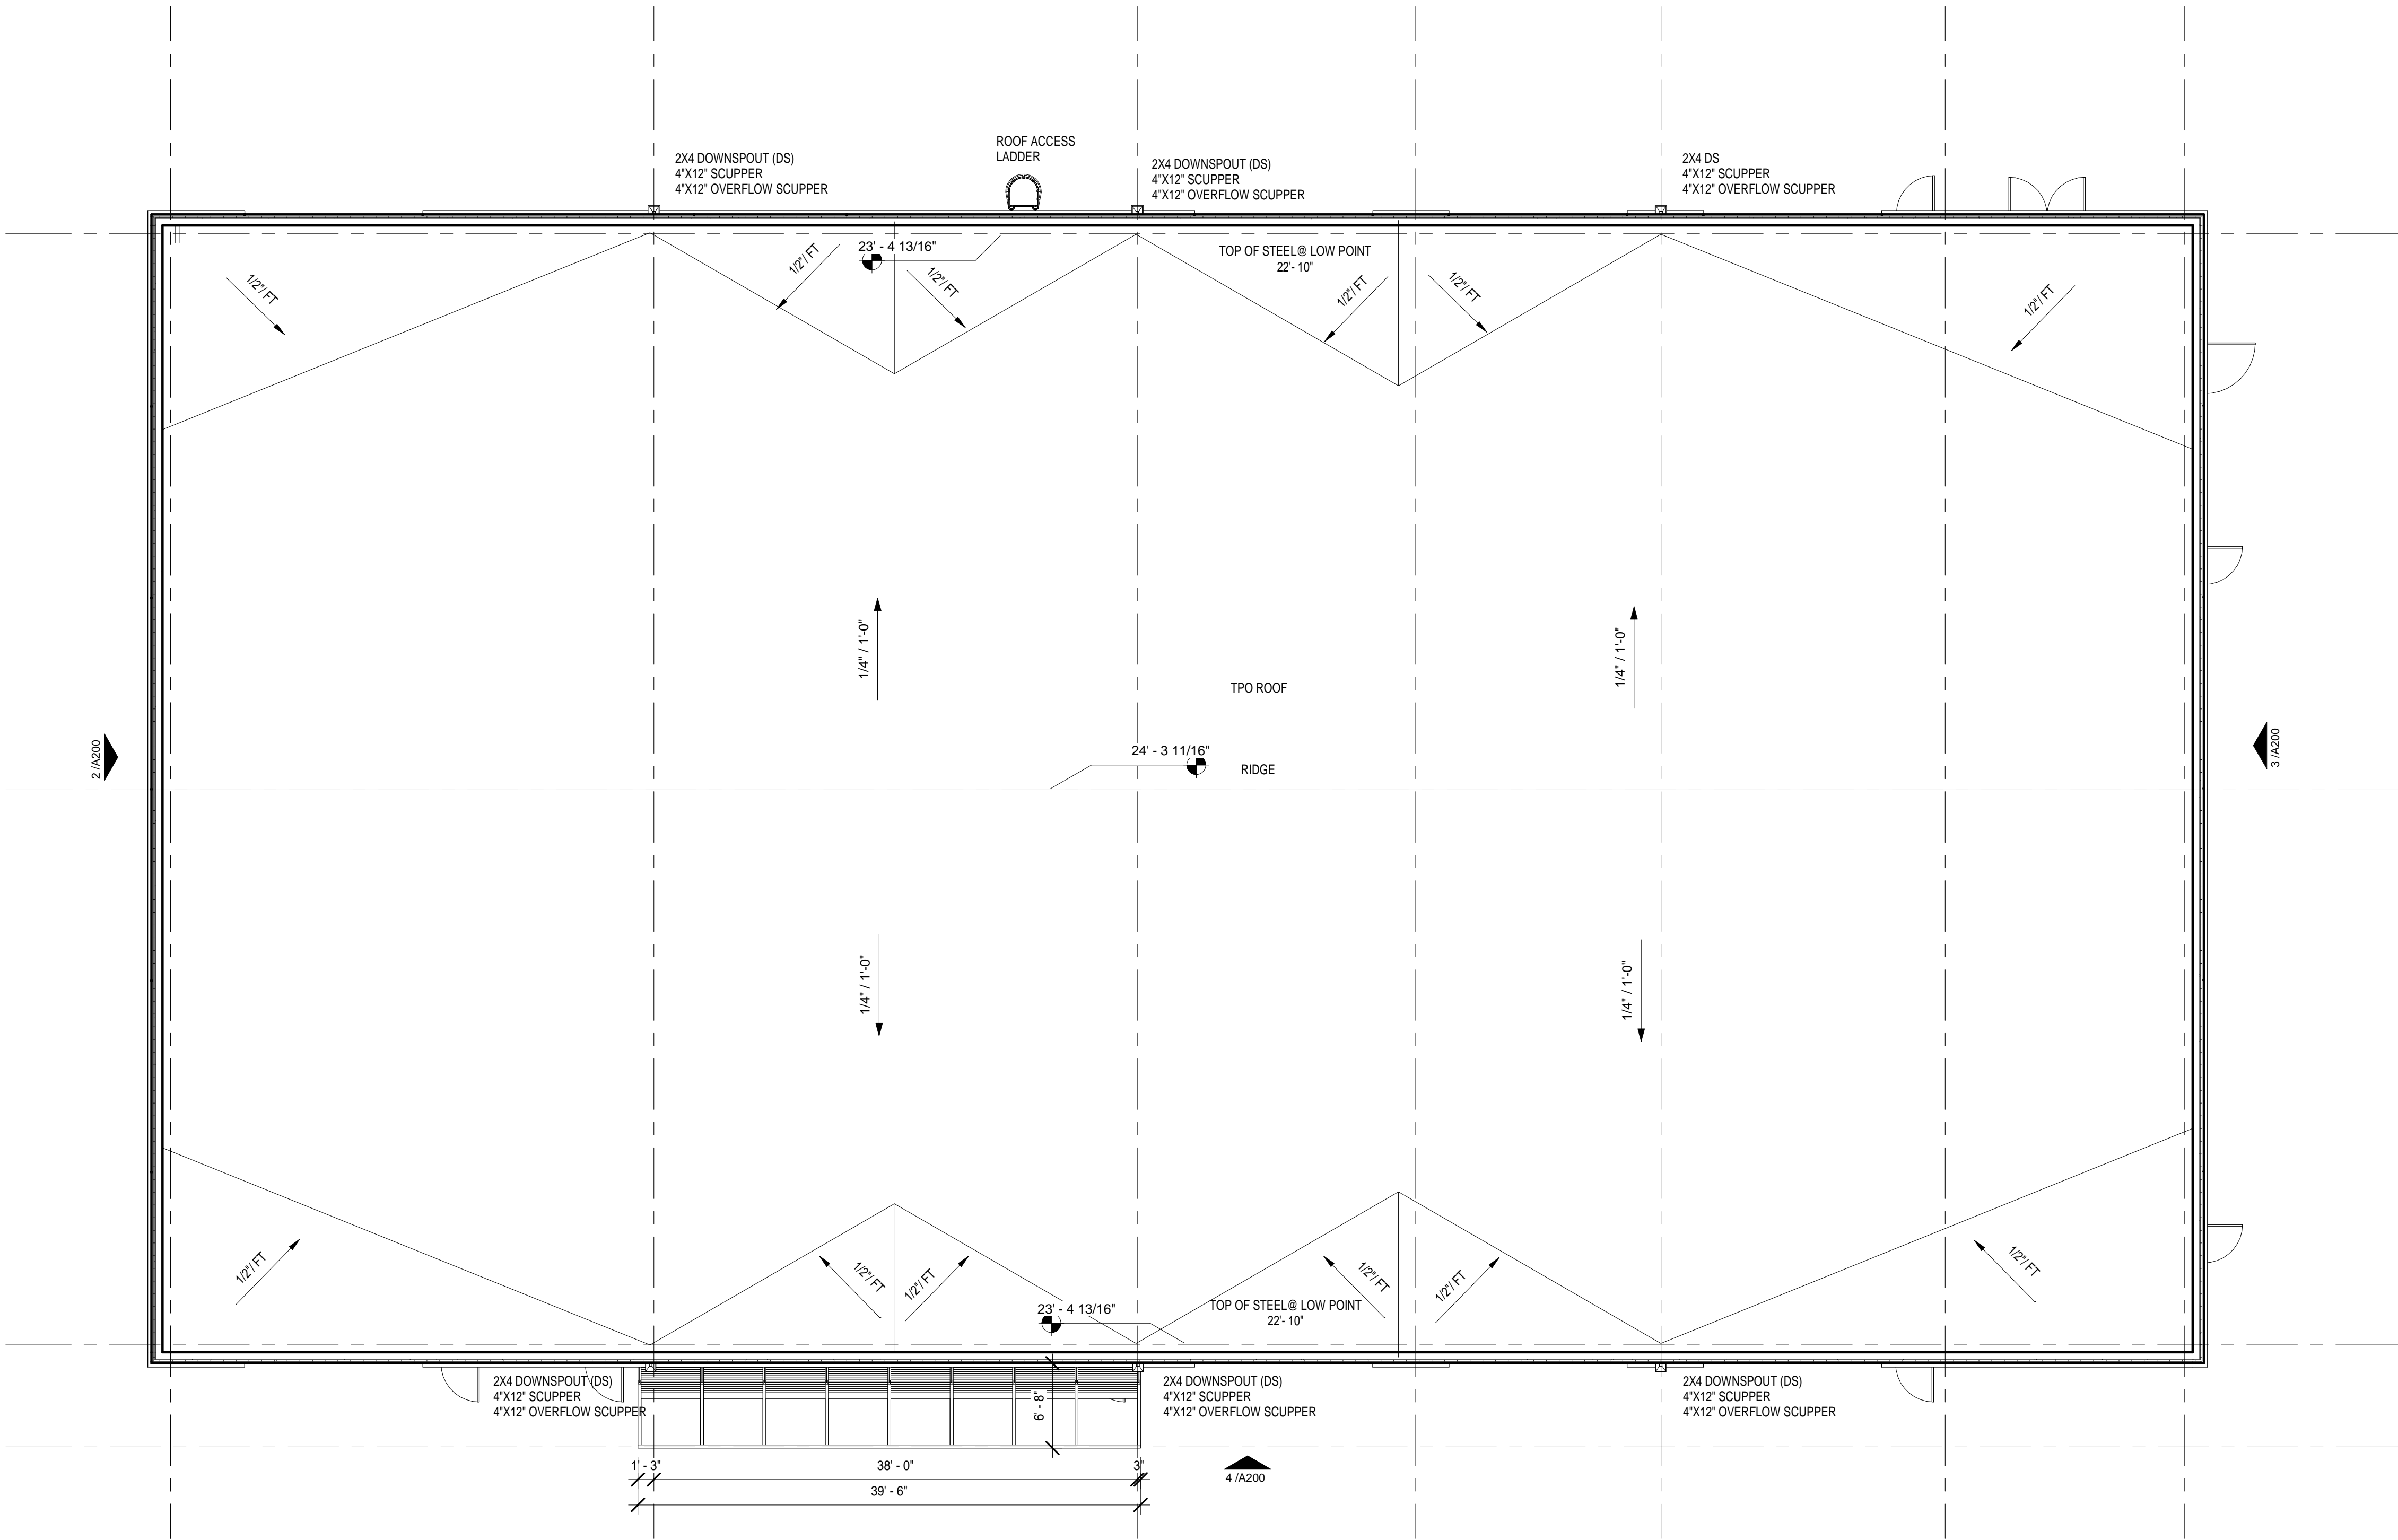 ROOF ACCESS
LADDER
2X4 DOWNSPOUT (DS)
4"X12" SCUPPER
4"X12" OVERFLOW SCUPPER
2X4 DOWNSPOUT (DS)
4"X12" SCUPPER
4"X12" OVERFLOW SCUPPER
2X4 DS
4"X12" SCUPPER
4"X12" OVERFLOW SCUPPER
1/2"/ FT
23' - 4 13/16"
1/2"/ FT
1/2"/ FT
TOP OF STEEL@ LOW POINT
22'- 10"
1/2"/ FT
1/2"/ FT
1/2"/ FT
1/4" / 1'-0"
1/4" / 1'-0"
TPO ROOF
2 /A200
24' - 3 11/16"
RIDGE
3 /A200
1/4" / 1'-0"
1/4" / 1'-0"
1/2"/ FT
1/2"/ FT
1/2"/ FT
1/2"/ FT
1/2"/ FT
1/2"/ FT
23' - 4 13/16"
TOP OF STEEL@ LOW POINT
22'- 10"
2X4 DOWNSPOUT (DS)
4"X12" SCUPPER
4"X12" OVERFLOW SCUPPER
6' - 8"
2X4 DOWNSPOUT (DS)
4"X12" SCUPPER
4"X12" OVERFLOW SCUPPER
2X4 DOWNSPOUT (DS)
4"X12" SCUPPER
4"X12" OVERFLOW SCUPPER
1' - 3"
38' - 0"
3"
4 /A200
39' - 6"